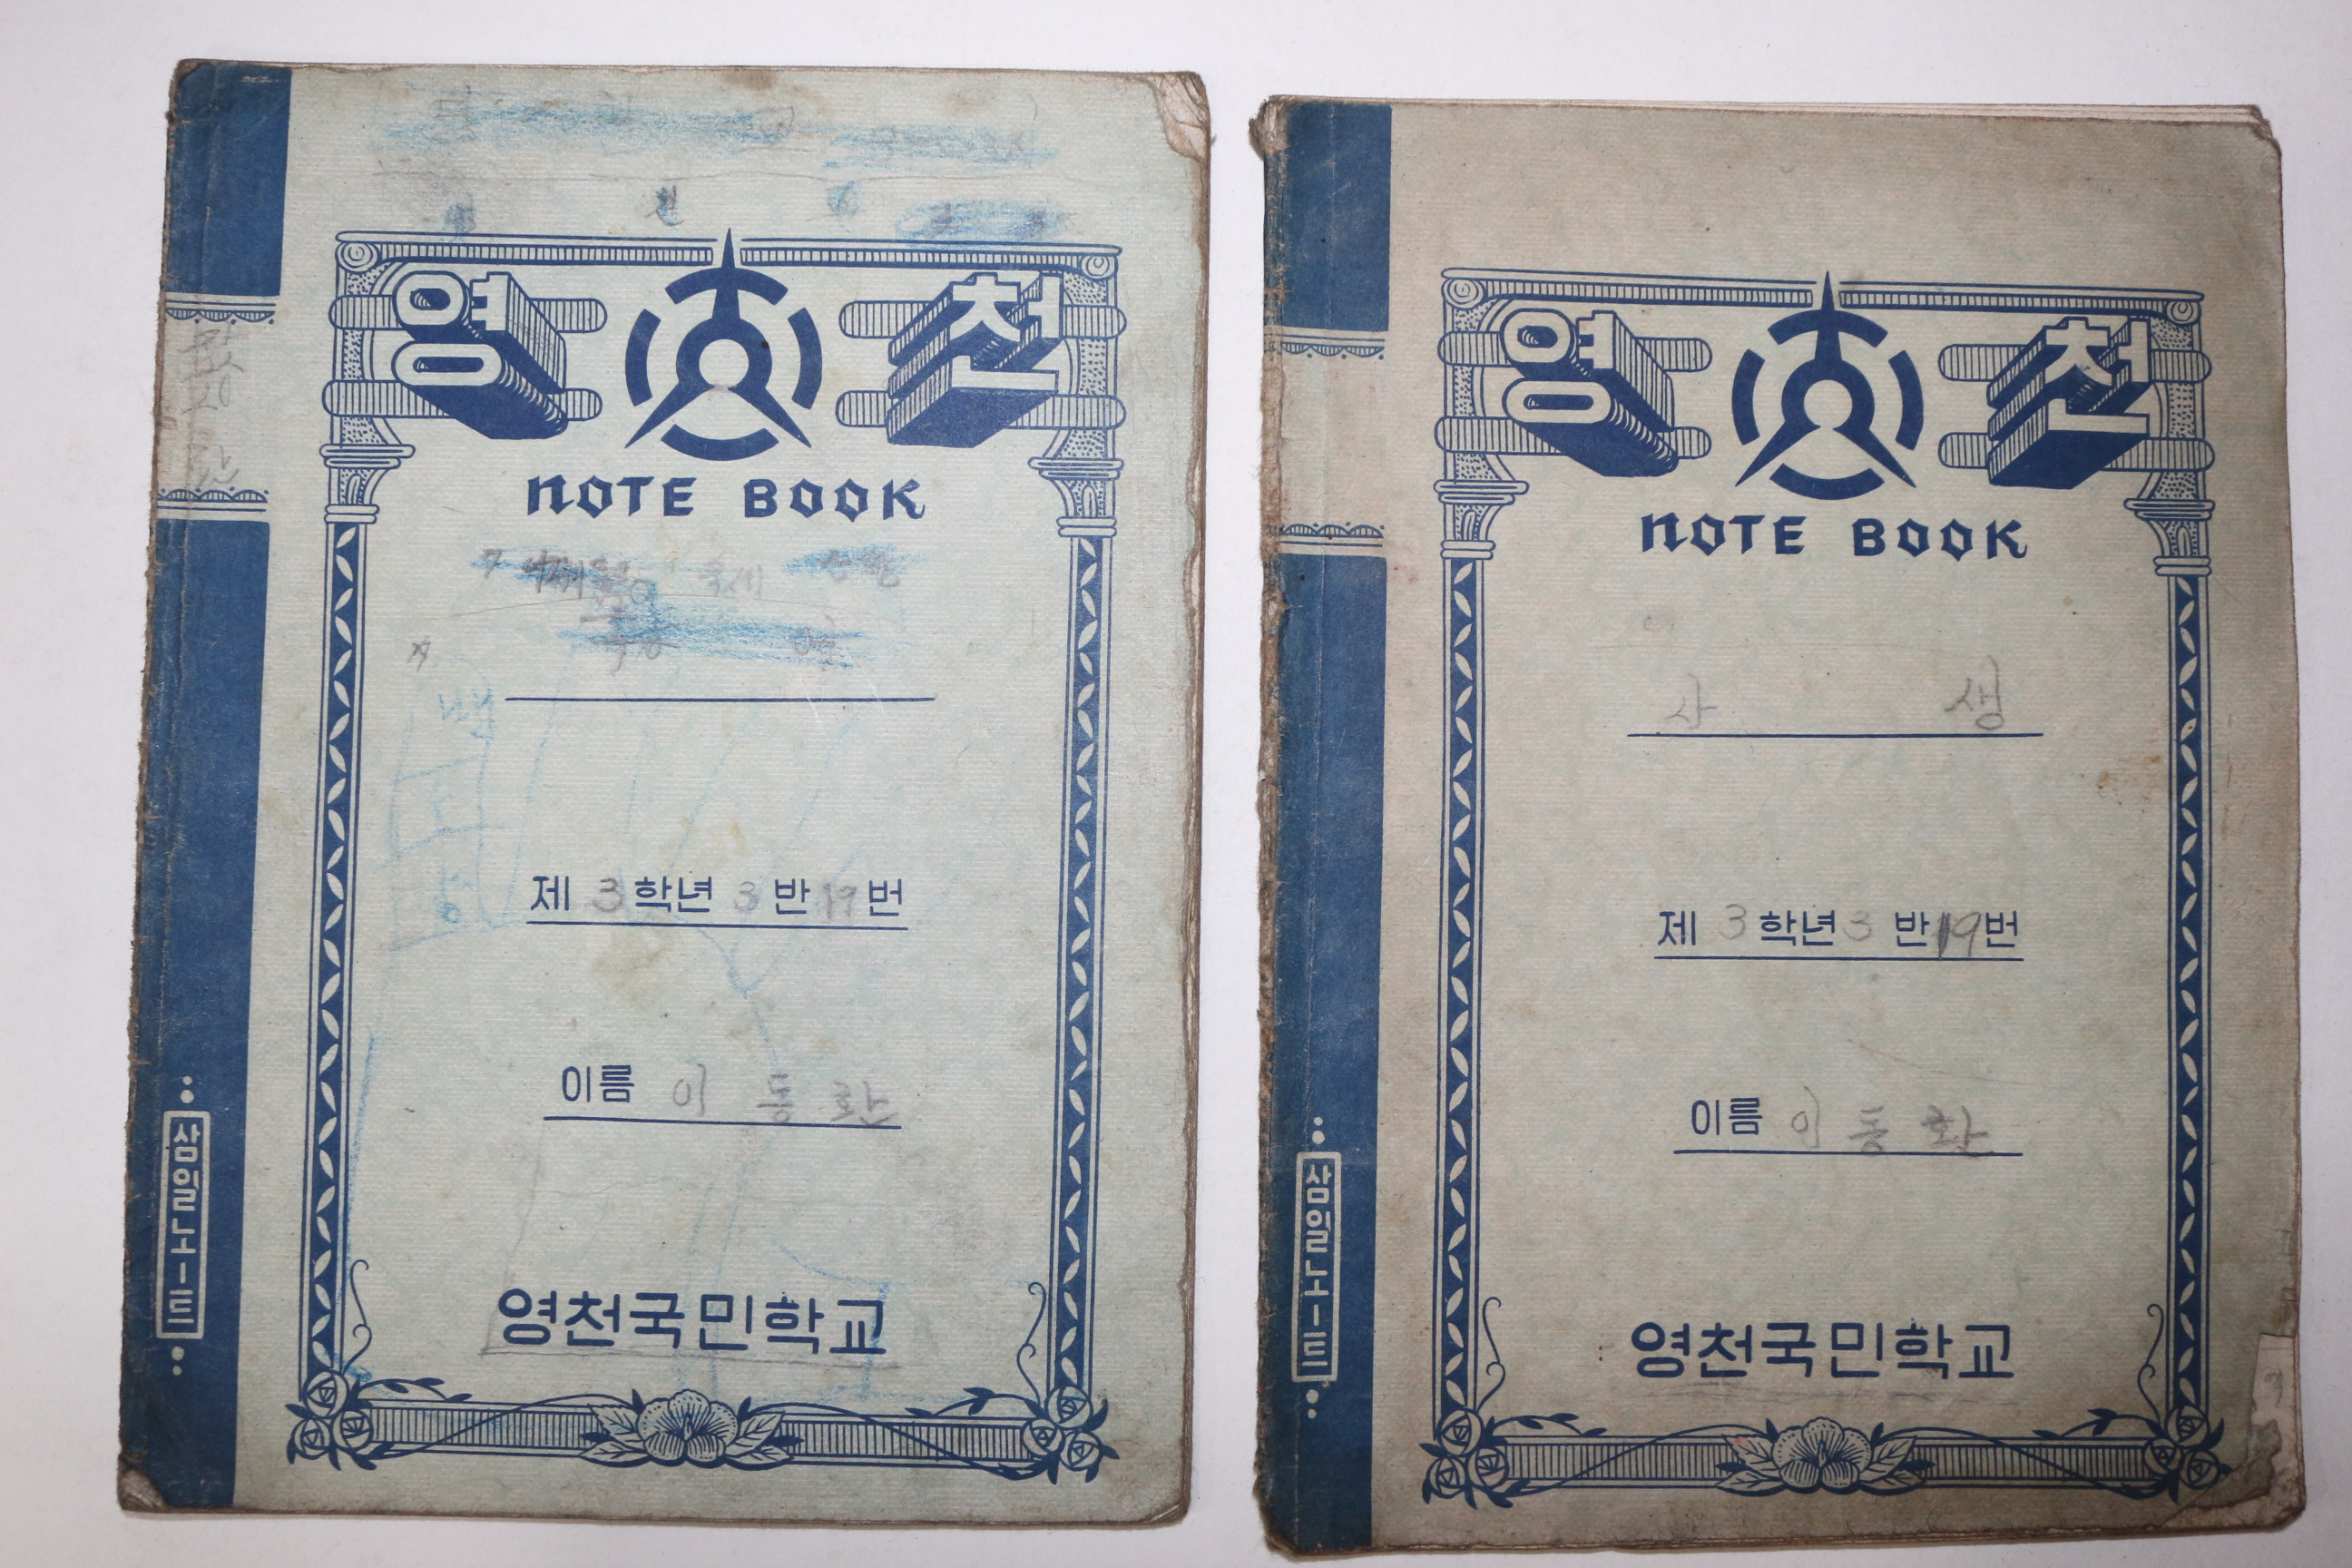 영 천
NOTE BOOK
제 3 학년 3 반 19 번
이름 이 동 환
영천국민학교
삼일노ー트
영 천
NOTE BOOK
사 생
제 3 학년 3 반 19 번
이름 이 동 환
영천국민학교
삼일노ー트